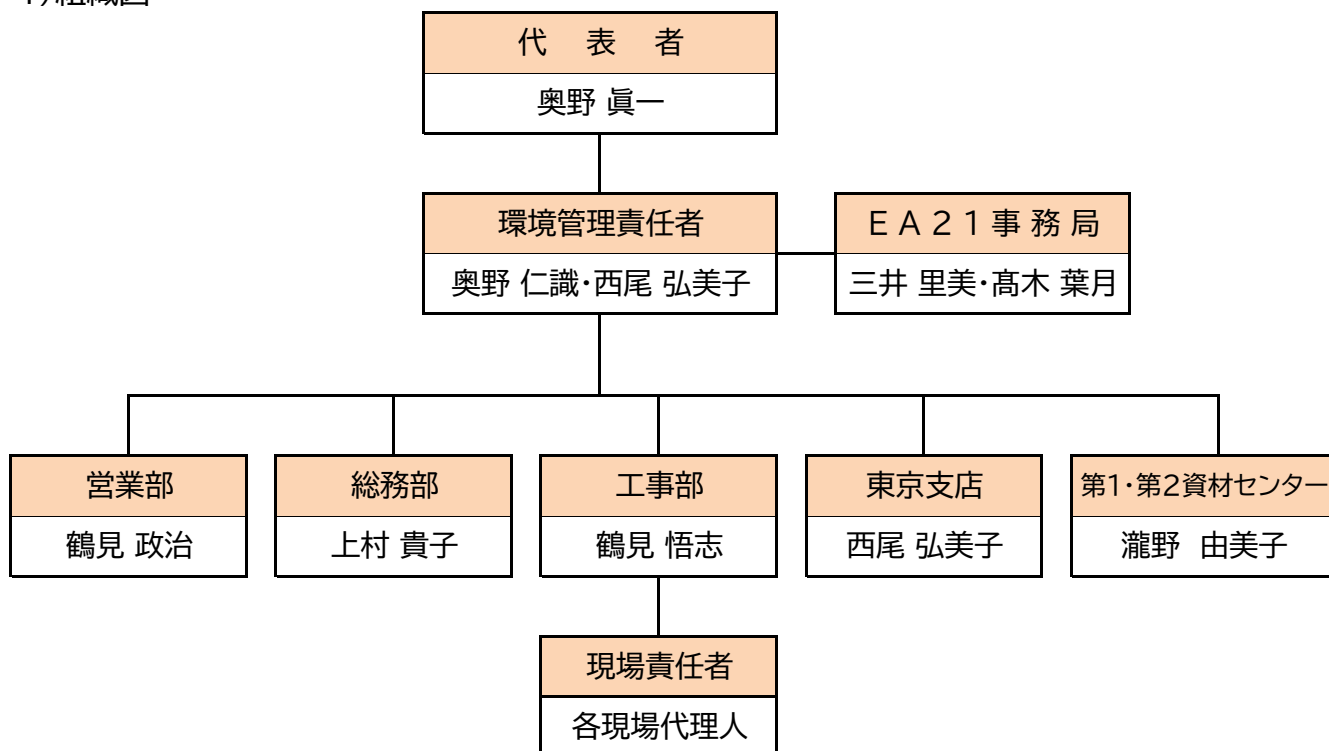 代 表 者
奥野 眞一
環境管理責任者
奥野 仁識・西尾 弘美子
EA21事務局
三井 里美・髙木 葉月
営業部
鶴見 政治
総務部
上村 貴子
工事部
鶴見 悟志
東京支店
西尾 弘美子
第1・第2資材センター
瀧野 由美子
現場責任者
各現場代理人